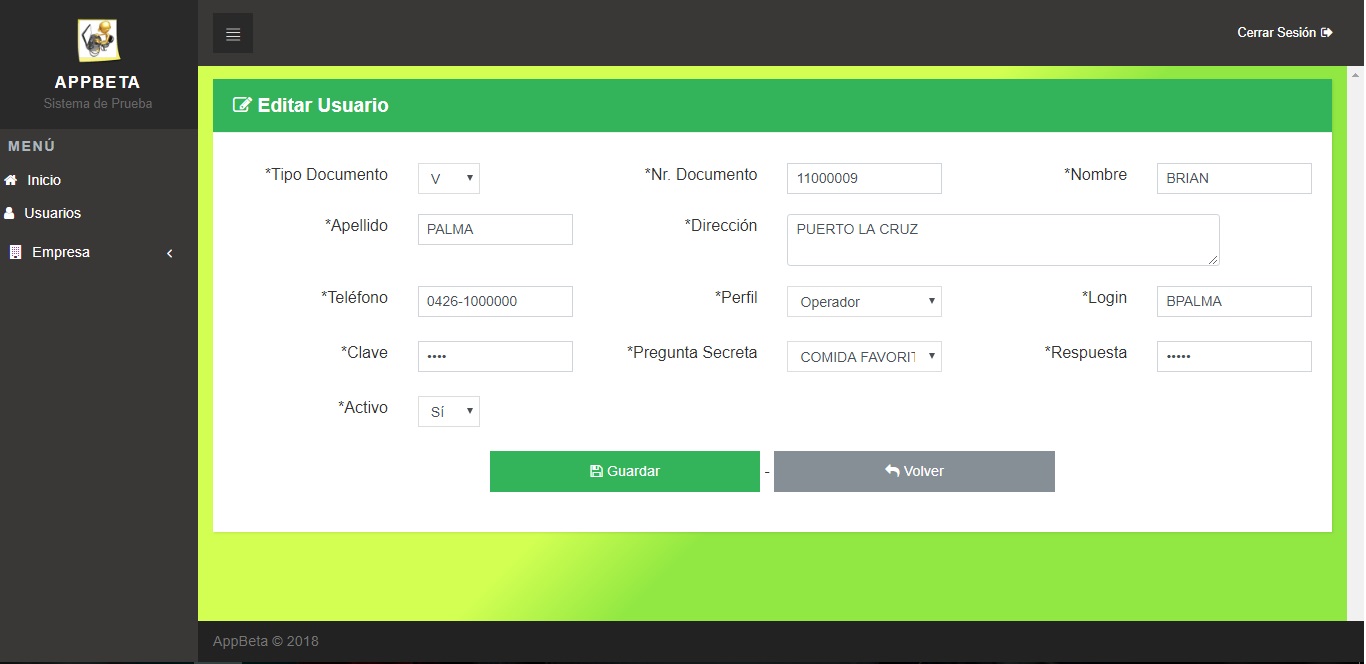 APPBETA
Sistema de Prueba
MENÚ
Inicio
Usuarios
Empresa
Cerrar Sesión
Editar Usuario
*Tipo Documento V *Nr. Documento 11000009 *Nombre BRIAN
*Apellido PALMA *Dirección PUERTO LA CRUZ
*Teléfono 0426-1000000 *Perfil Operador *Login BPALMA
*Clave •••• *Pregunta Secreta COMIDA FAVORIT *Respuesta •••••
*Activo Sí
Guardar - Volver
AppBeta © 2018